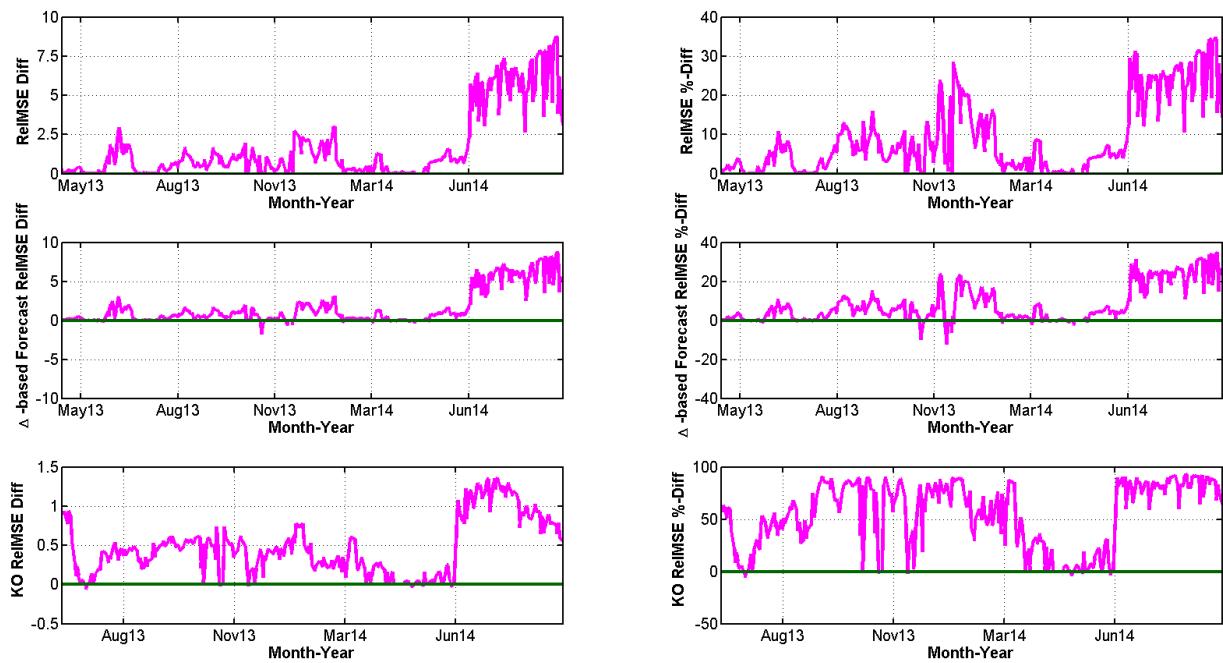 RelMSE Diff
10
7.5
5
2.5
0
May13 Aug13 Nov13 Mar14 Jun14
Month-Year
RelMSE %-Diff
40
30
20
10
0
May13 Aug13 Nov13 Mar14 Jun14
Month-Year
Δ -based Forecast RelMSE Diff
10
5
0
-5
-10
May13 Aug13 Nov13 Mar14 Jun14
Month-Year
Δ -based Forecast RelMSE %-Diff
40
20
0
-20
-40
May13 Aug13 Nov13 Mar14 Jun14
Month-Year
KO RelMSE Diff
1.5
1
0.5
0
-0.5
Aug13 Nov13 Mar14 Jun14
Month-Year
KO RelMSE %-Diff
100
50
0
-50
Aug13 Nov13 Mar14 Jun14
Month-Year